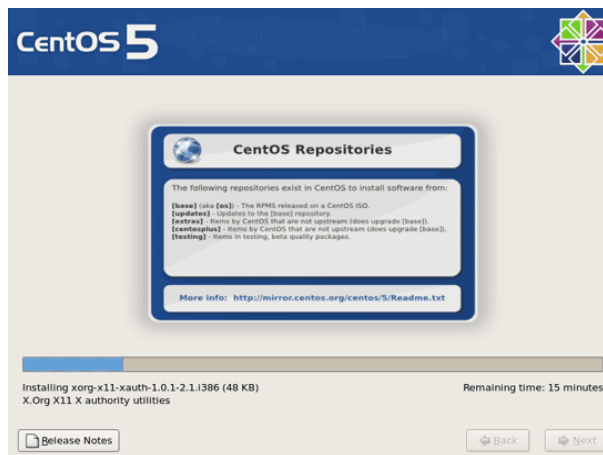 CentOS 5
CentOS Repositories
The following repositories exist in CentOS to install software from:
[base] (aka [os]) - The RPMS released on a CentOS ISO.
[updates] - Updates to the [base] repository.
[extras] - Items by CentOS that are not upstream (does upgrade [base]).
[centosplus] - Items by CentOS that are not upstream (does upgrade [base]).
[testing] - Items in testing, beta quality packages.
More info: http://mirror.centos.org/centos/5/Readme.txt
Installing xorg-x11-xauth-1.0.1-2.1.i386 (48 KB)
Remaining time: 15 minutes
X.Org X11 X authority utilities
Release Notes
Back
Next